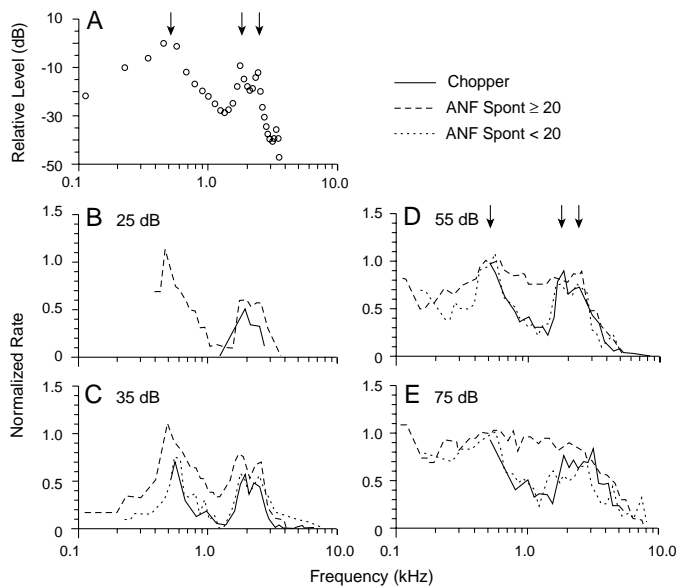 A
Relative Level (dB)
10
-10
-30
-50
0.1
1.0
10.0
Chopper
ANF Spont ≥ 20
ANF Spont < 20
B
25 dB
1.5
1.0
0.5
0
D
55 dB
1.5
1.0
0.5
0
Normalized Rate
C
35 dB
1.5
1.0
0.5
0
0.1
1.0
10.0
E
75 dB
1.5
1.0
0.5
0
0.1
1.0
10.0
Frequency (kHz)